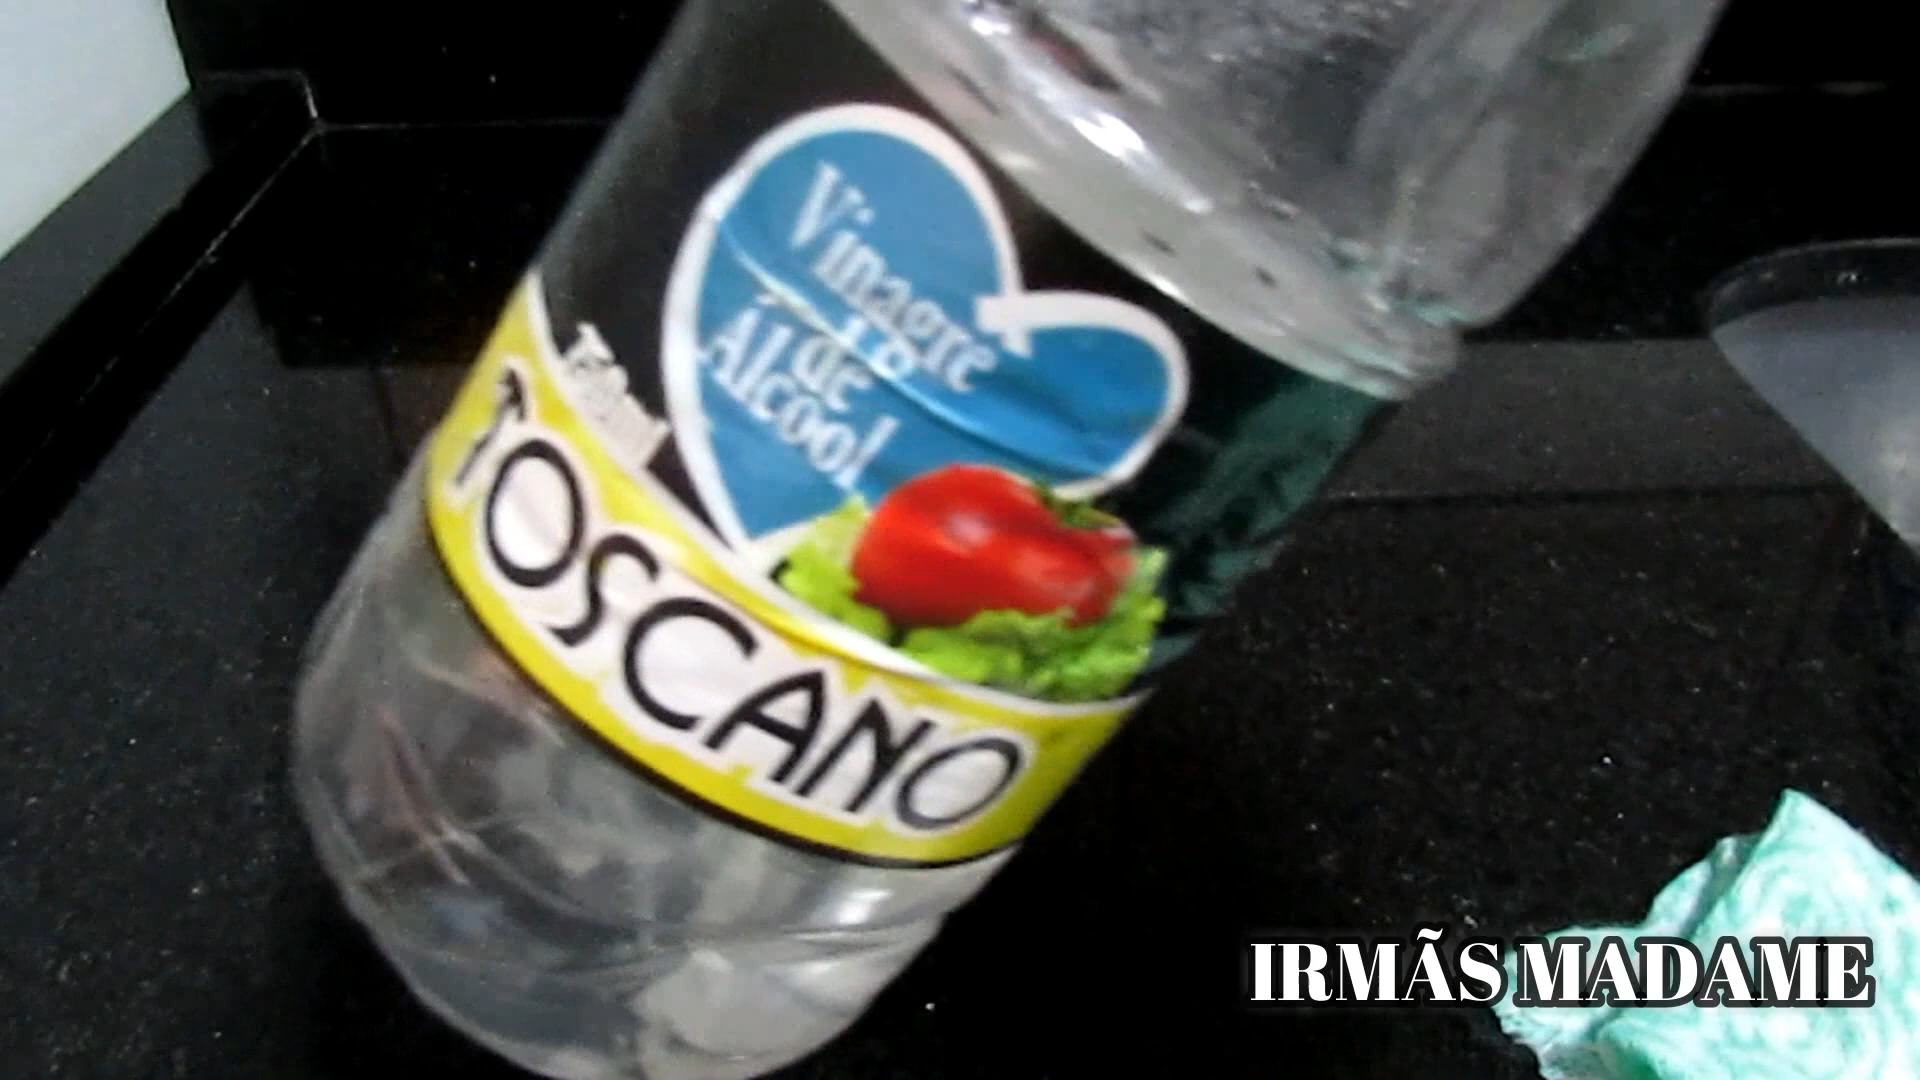 Vinagre
de
Álcool
TOSCANO
IRMÃS MADAME